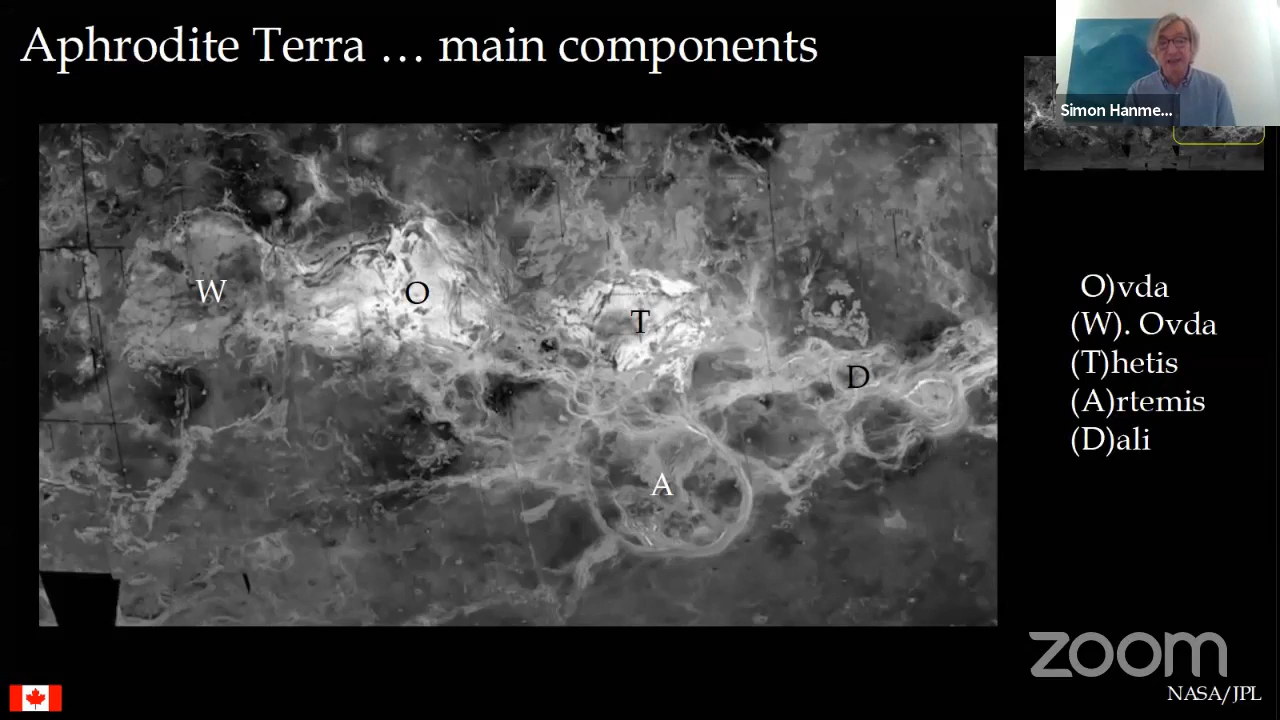 Aphrodite Terra … main components
Simon Hanme...
W
O
T
D
A
O)vda
(W). Ovda
(T)hetis
(A)rtemis
(D)ali
zoom
NASA/JPL